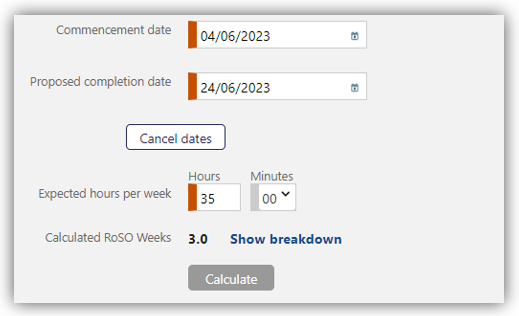 Commencement date 04/06/2023
Proposed completion date 24/06/2023
Cancel dates
Hours Minutes
Expected hours per week 35 00
Calculated RoSO Weeks 3.0 Show breakdown
Calculate